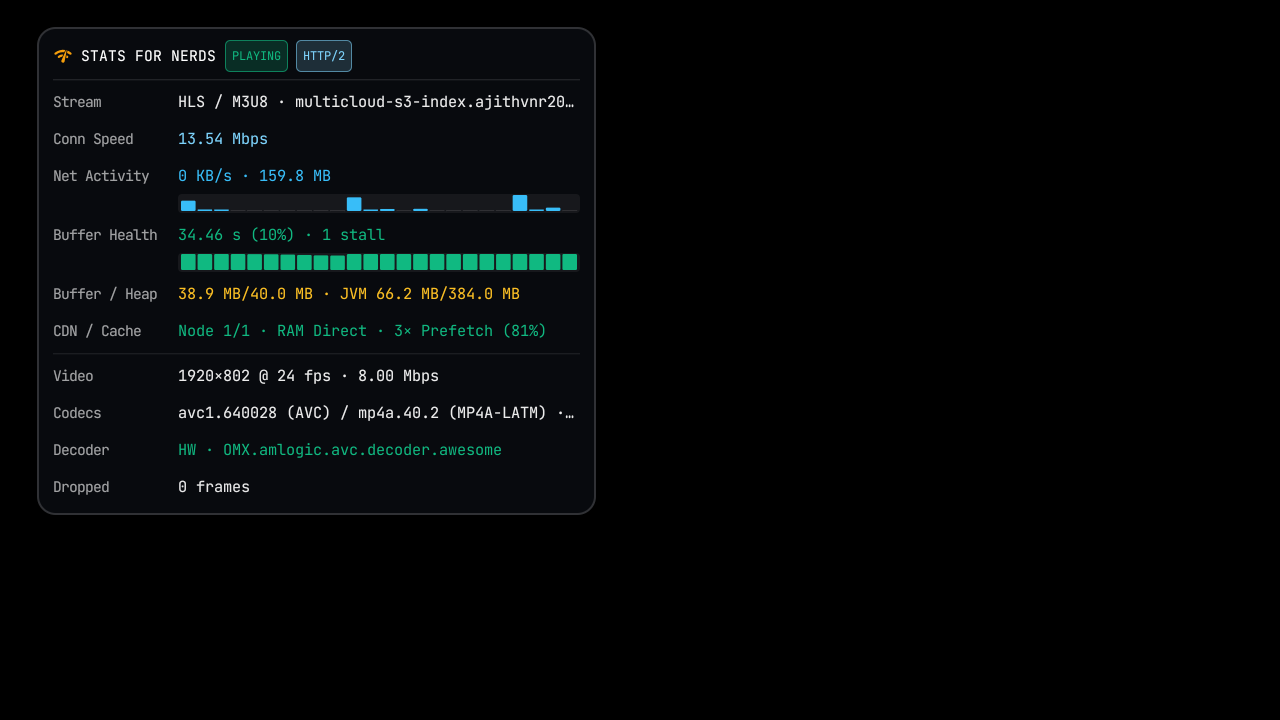 STATS FOR NERDS PLAYING HTTP/2
Stream HLS / M3U8 · multicloud-s3-index.ajithvnr20…
Conn Speed 13.54 Mbps
Net Activity 0 KB/s · 159.8 MB
Buffer Health 34.46 s (10%) · 1 stall
Buffer / Heap 38.9 MB/40.0 MB · JVM 66.2 MB/384.0 MB
CDN / Cache Node 1/1 · RAM Direct · 3× Prefetch (81%)
Video 1920×802 @ 24 fps · 8.00 Mbps
Codecs avc1.640028 (AVC) / mp4a.40.2 (MP4A-LATM) ·…
Decoder HW · OMX.amlogic.avc.decoder.awesome
Dropped 0 frames